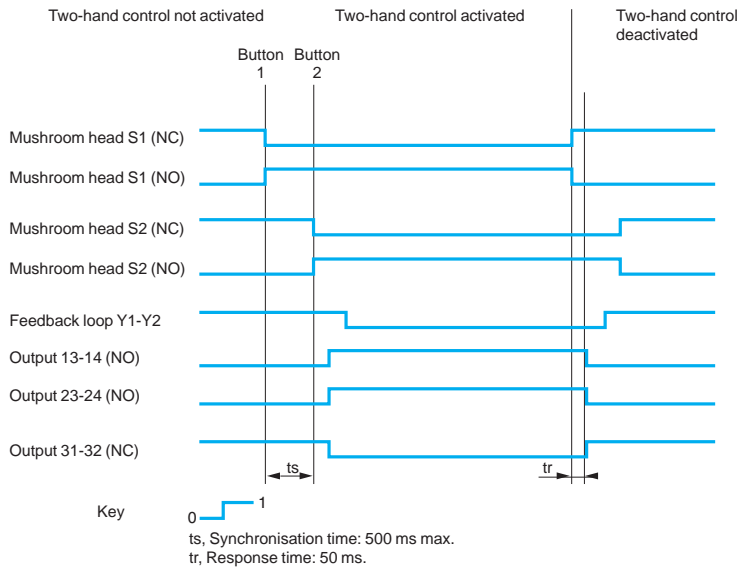 Two-hand control not activated
Two-hand control activated
Two-hand control
deactivated
Button
1
Button
2
Mushroom head S1 (NC)
Mushroom head S1 (NO)
Mushroom head S2 (NC)
Mushroom head S2 (NO)
Feedback loop Y1-Y2
Output 13-14 (NO)
Output 23-24 (NO)
Output 31-32 (NC)
ts
tr
Key
0
1
ts, Synchronisation time: 500 ms max.
tr, Response time: 50 ms.